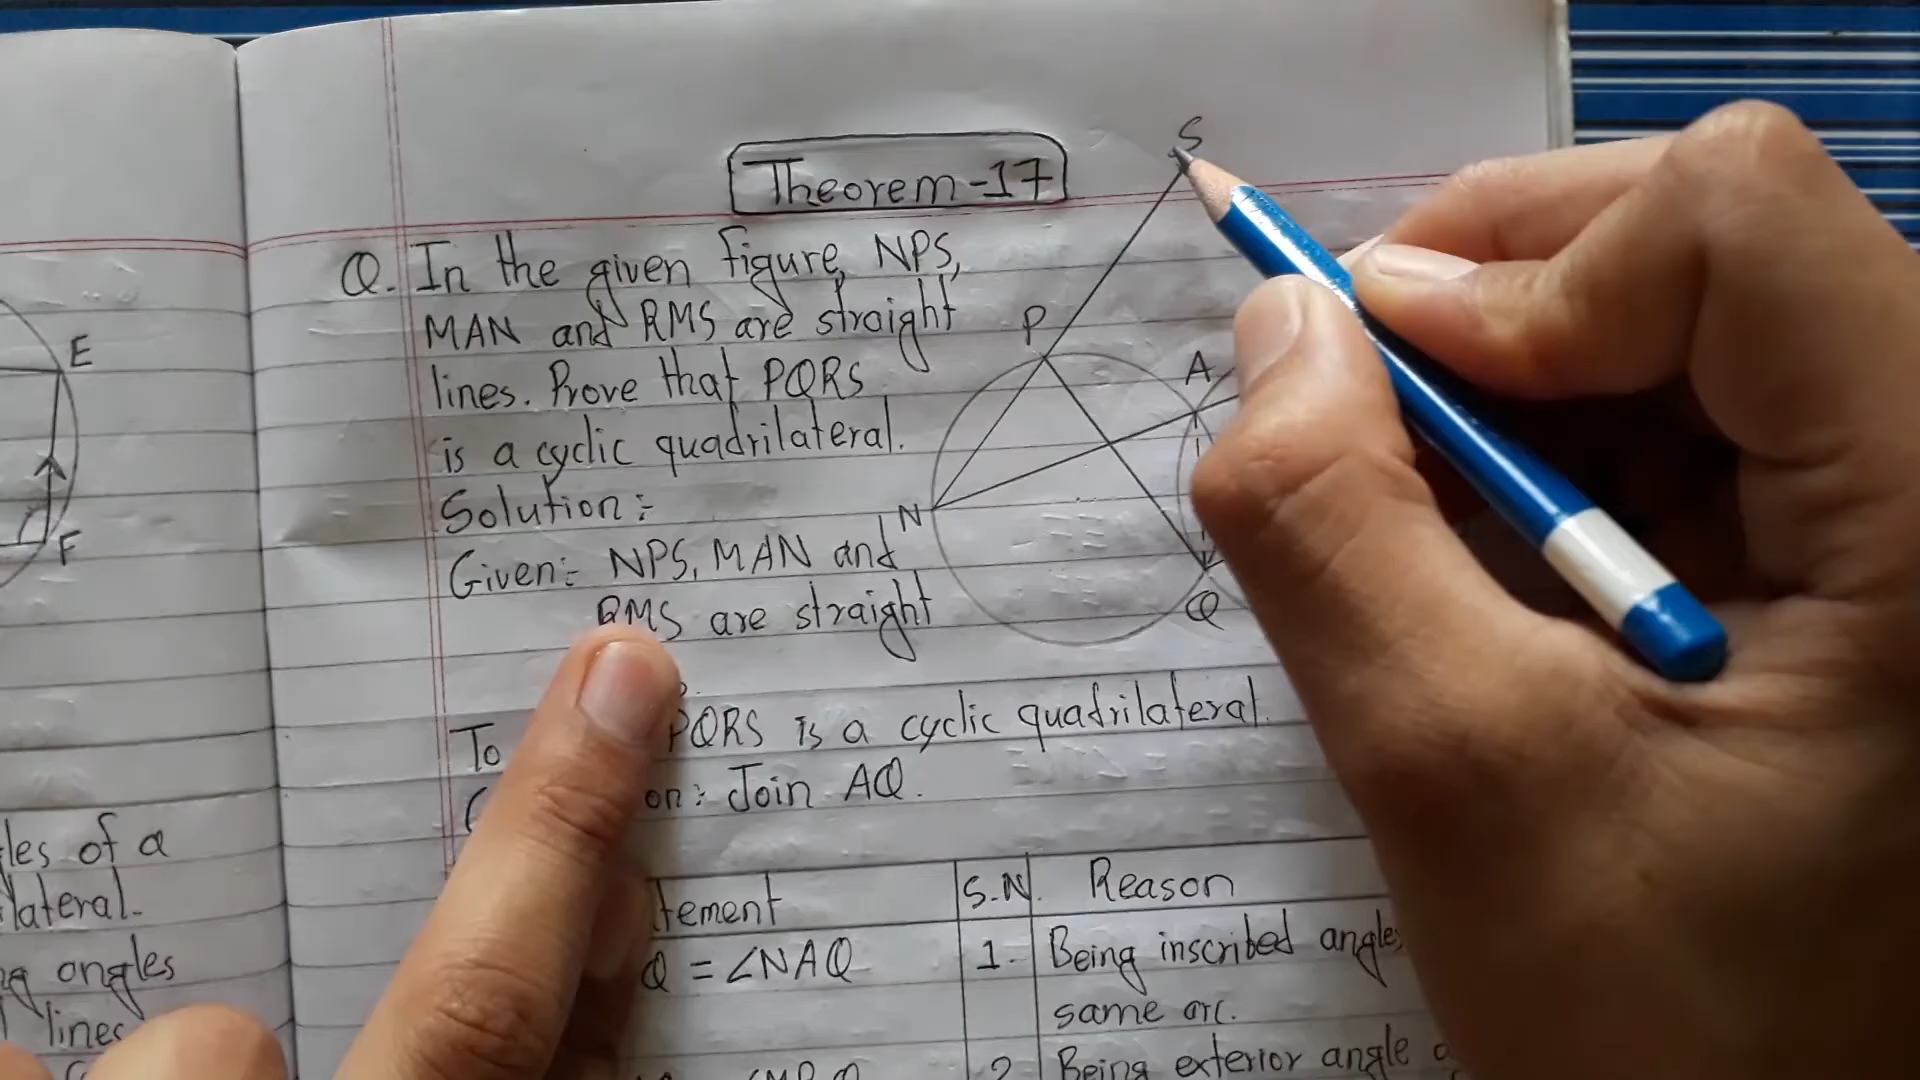 E
F
les of a
lateral.
angles
lines
Theorem-17
S
Q. In the given figure, NPS,
MAN and RMS are straight
lines. Prove that PQRS
is a cyclic quadrilateral.
P
A
N
Q
Solution:-
Given:- NPS, MAN and
RMS are straight
To PQRS is a cyclic quadrilateral.
on:- Join AQ.
tement S.N. Reason
Q = ∠NAQ 1. Being inscribed angles
same arc.
2 Being exterior angle